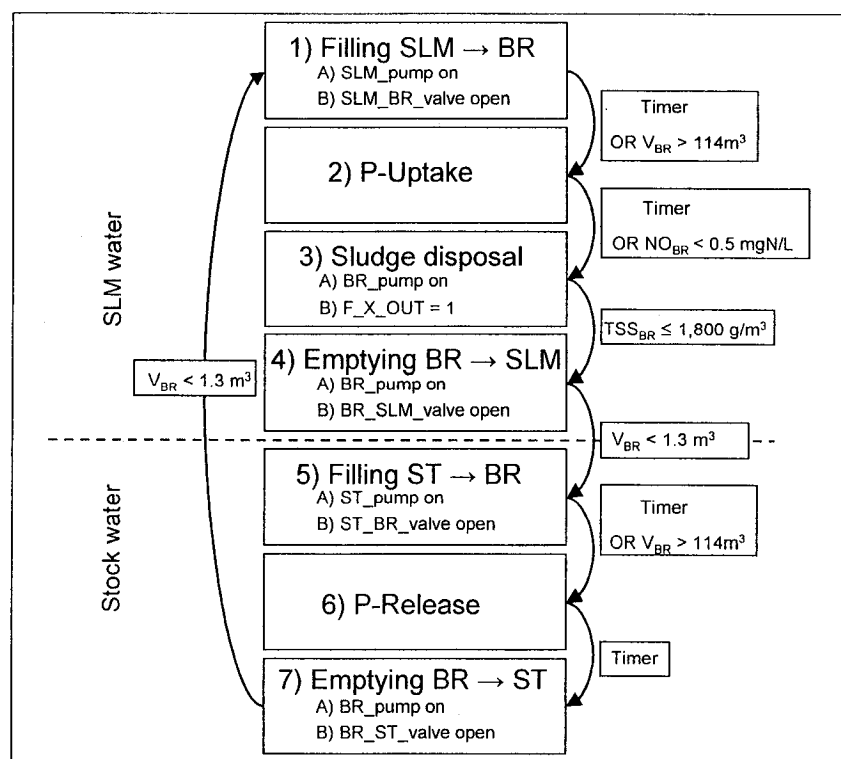 1) Filling SLM → BR
A) SLM_pump on
B) SLM_BR_valve open
Timer
OR V_BR > 114m³
2) P-Uptake
Timer
OR NO_BR < 0.5 mgN/L
3) Sludge disposal
A) BR_pump on
B) F_X_OUT = 1
SLM water
TSS_BR ≤ 1,800 g/m³
4) Emptying BR → SLM
A) BR_pump on
B) BR_SLM_valve open
V_BR < 1.3 m³
V_BR < 1.3 m³
5) Filling ST → BR
A) ST_pump on
B) ST_BR_valve open
Timer
OR V_BR > 114m³
Stock water
6) P-Release
Timer
7) Emptying BR → ST
A) BR_pump on
B) BR_ST_valve open